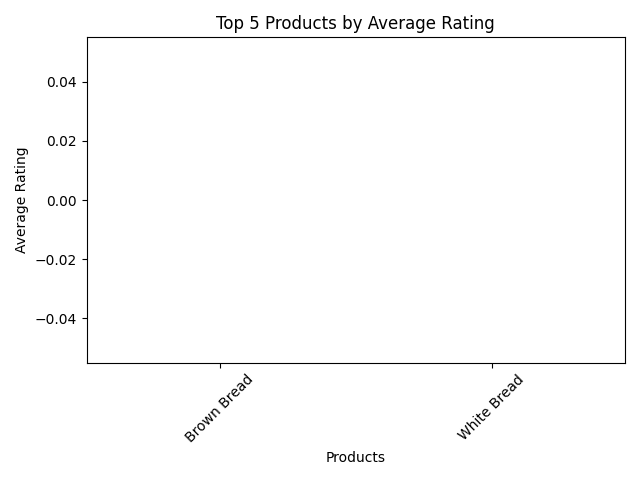 Top 5 Products by Average Rating
Average Rating
0.04
0.02
0.00
−0.02
−0.04
Brown Bread
White Bread
Products